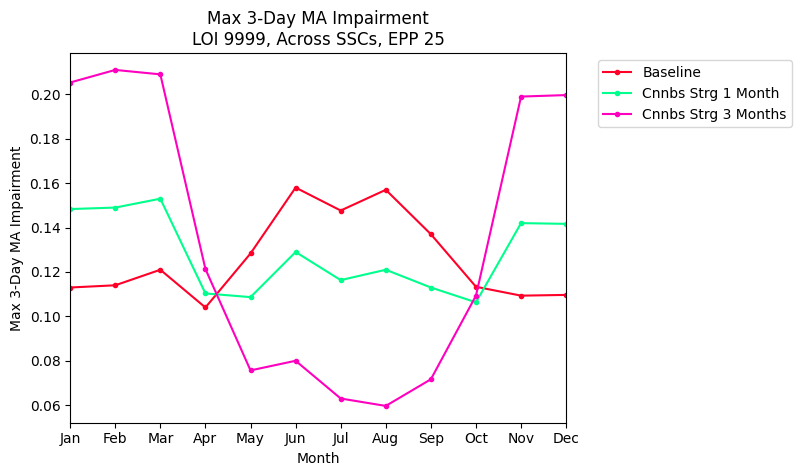 Max 3-Day MA Impairment
LOI 9999, Across SSCs, EPP 25
Baseline
Cnnbs Strg 1 Month
Cnnbs Strg 3 Months
Max 3-Day MA Impairment
0.20
0.18
0.16
0.14
0.12
0.10
0.08
0.06
Jan Feb Mar Apr May Jun Jul Aug Sep Oct Nov Dec
Month